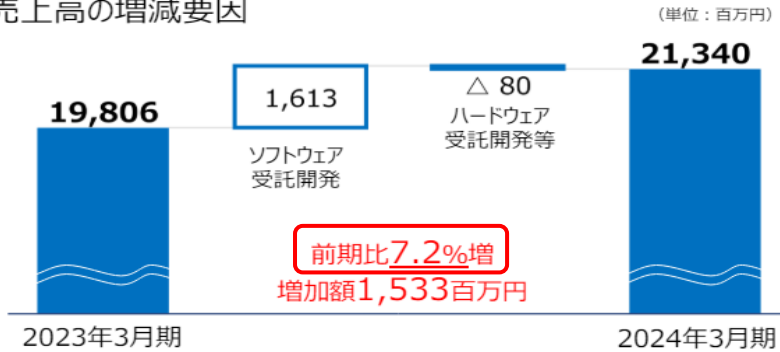 売上高の増減要因
(単位：百万円)
21,340
19,806
1,613
△ 80
ハードウェア
受託開発等
ソフトウェア
受託開発
前期比7.2%増
増加額1,533百万円
2023年3月期
2024年3月期